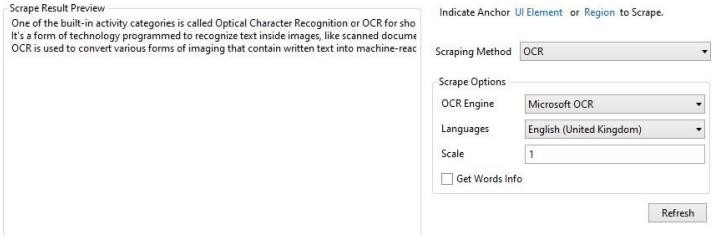 Scrape Result Preview
One of the built-in activity categories is called Optical Character Recognition or OCR for sho
It's a form of technology programmed to recognize text inside images, like scanned docume
OCR is used to convert various forms of imaging that contain written text into machine-reac
Indicate Anchor UI Element or Region to Scrape.
Scraping Method OCR
Scrape Options
OCR Engine Microsoft OCR
Languages English (United Kingdom)
Scale 1
Get Words Info
Refresh